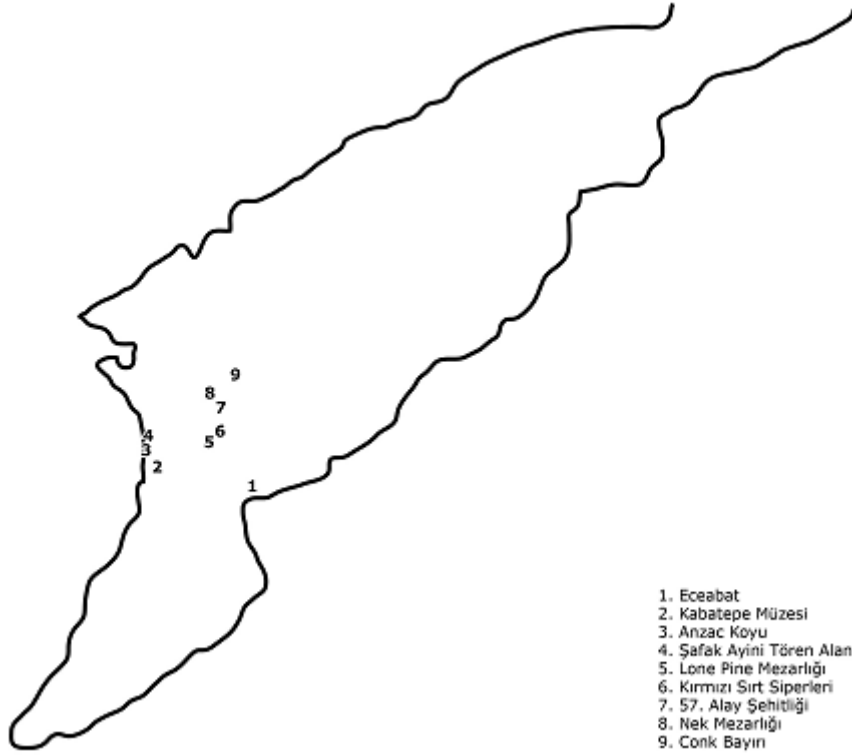 9
8
7
4
6
5
3
2
1
1. Eceabat
2. Kabatepe Müzesi
3. Anzac Koyu
4. Şafak Ayini Tören Alan
5. Lone Pine Mezarlığı
6. Kırmızı Sırt Siperleri
7. 57. Alay Şehitliği
8. Nek Mezarlığı
9. Conk Bayırı